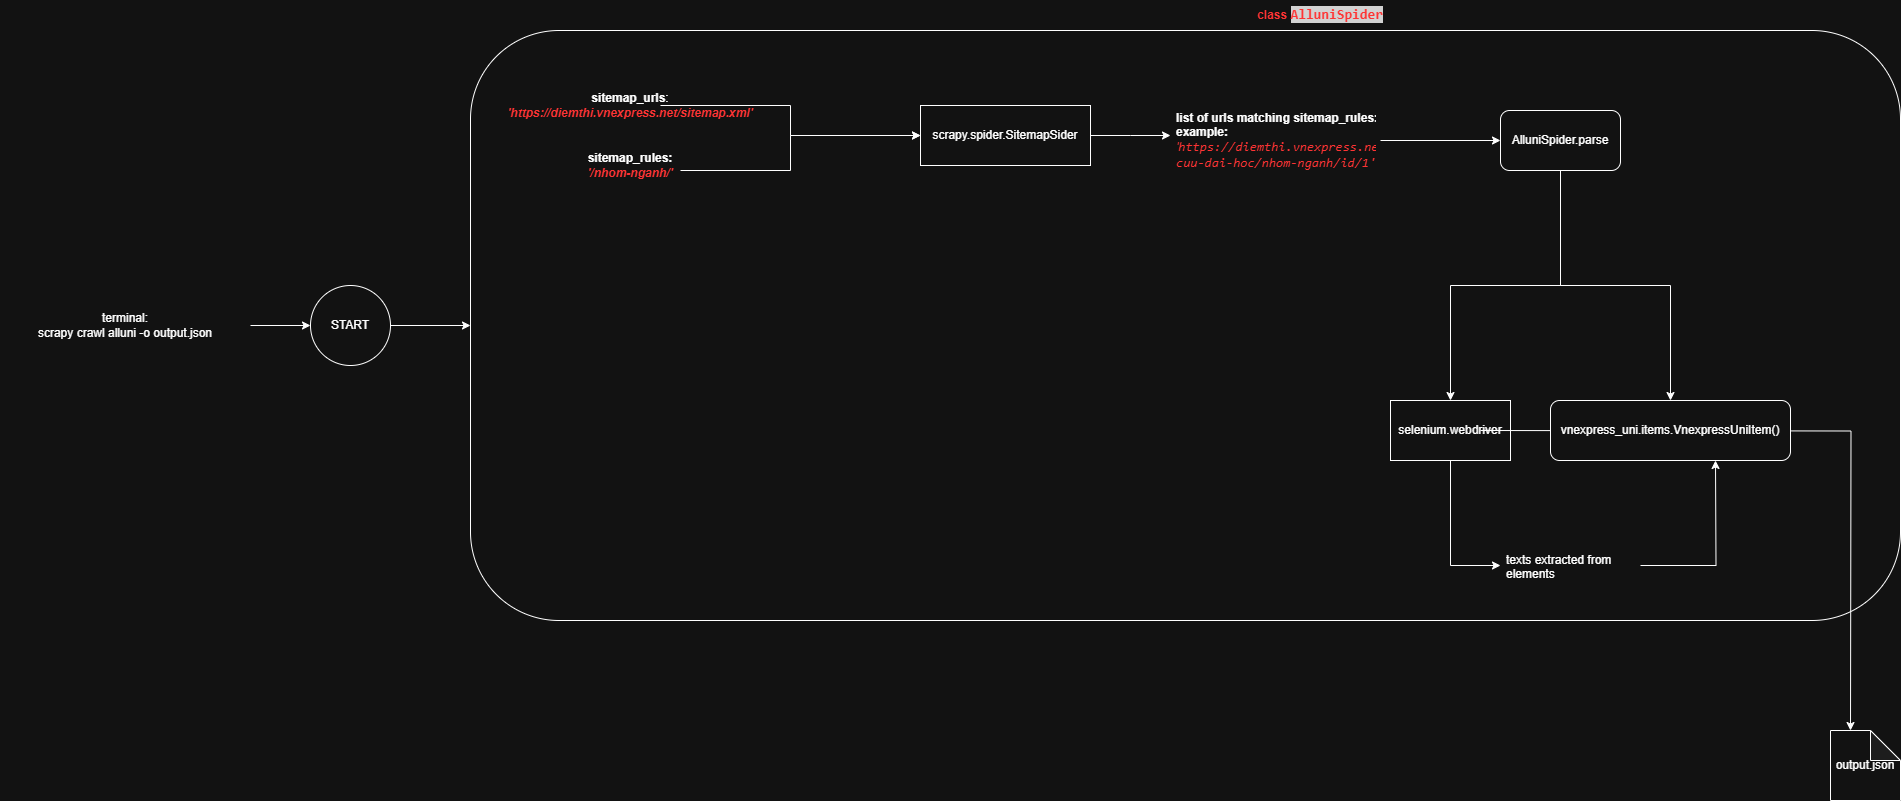 class AlluniSpider
sitemap_urls:
'https://diemthi.vnexpress.net/sitemap.xml'
sitemap_rules:
'/nhom-nganh/'
scrapy.spider.SitemapSider
list of urls matching sitemap_rules:
example:
'https://diemthi.vnexpress.ne
cuu-dai-hoc/nhom-nganh/id/1'
AlluniSpider.parse
terminal:
scrapy crawl alluni -o output.json
START
selenium.webdriver
vnexpress_uni.items.VnexpressUniItem()
texts extracted from
elements
output.json